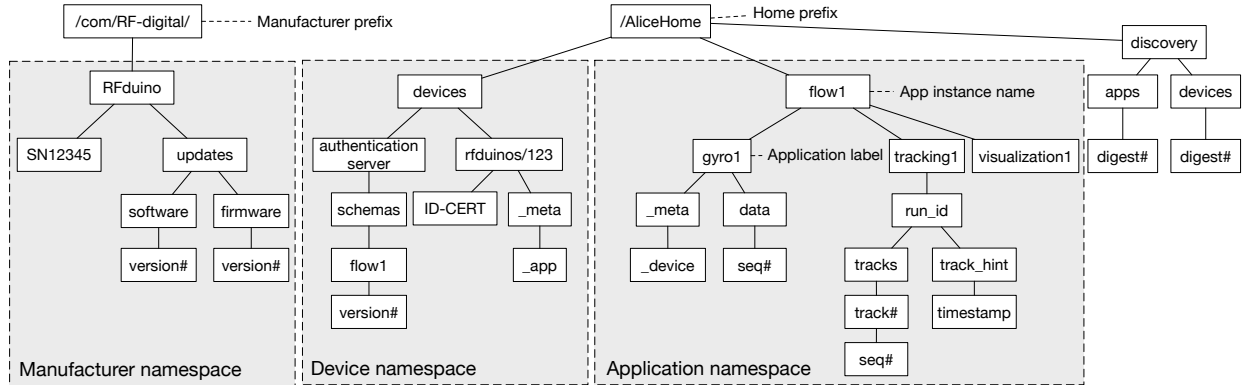 /com/RF-digital/
Manufacturer prefix
/AliceHome
Home prefix
discovery
RFduino
devices
flow1
App instance name
apps
devices
SN12345
updates
authentication
server
rfduinos/123
gyro1
Application label
tracking1
visualization1
digest#
digest#
software
firmware
schemas
ID-CERT
_meta
_meta
data
run_id
version#
version#
flow1
_app
_device
seq#
tracks
track_hint
version#
track#
timestamp
seq#
Manufacturer namespace
Device namespace
Application namespace